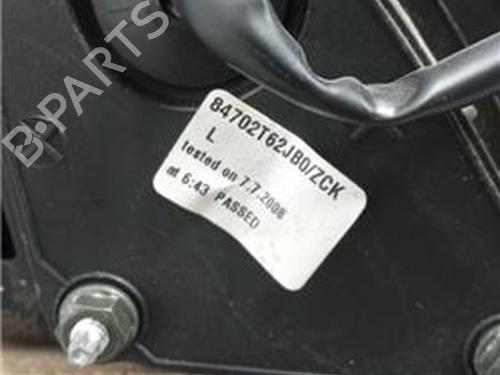 84702T62JB0/ZCK
L
tested on 7.7.2008
at 6:43 PASSED
B-Parts